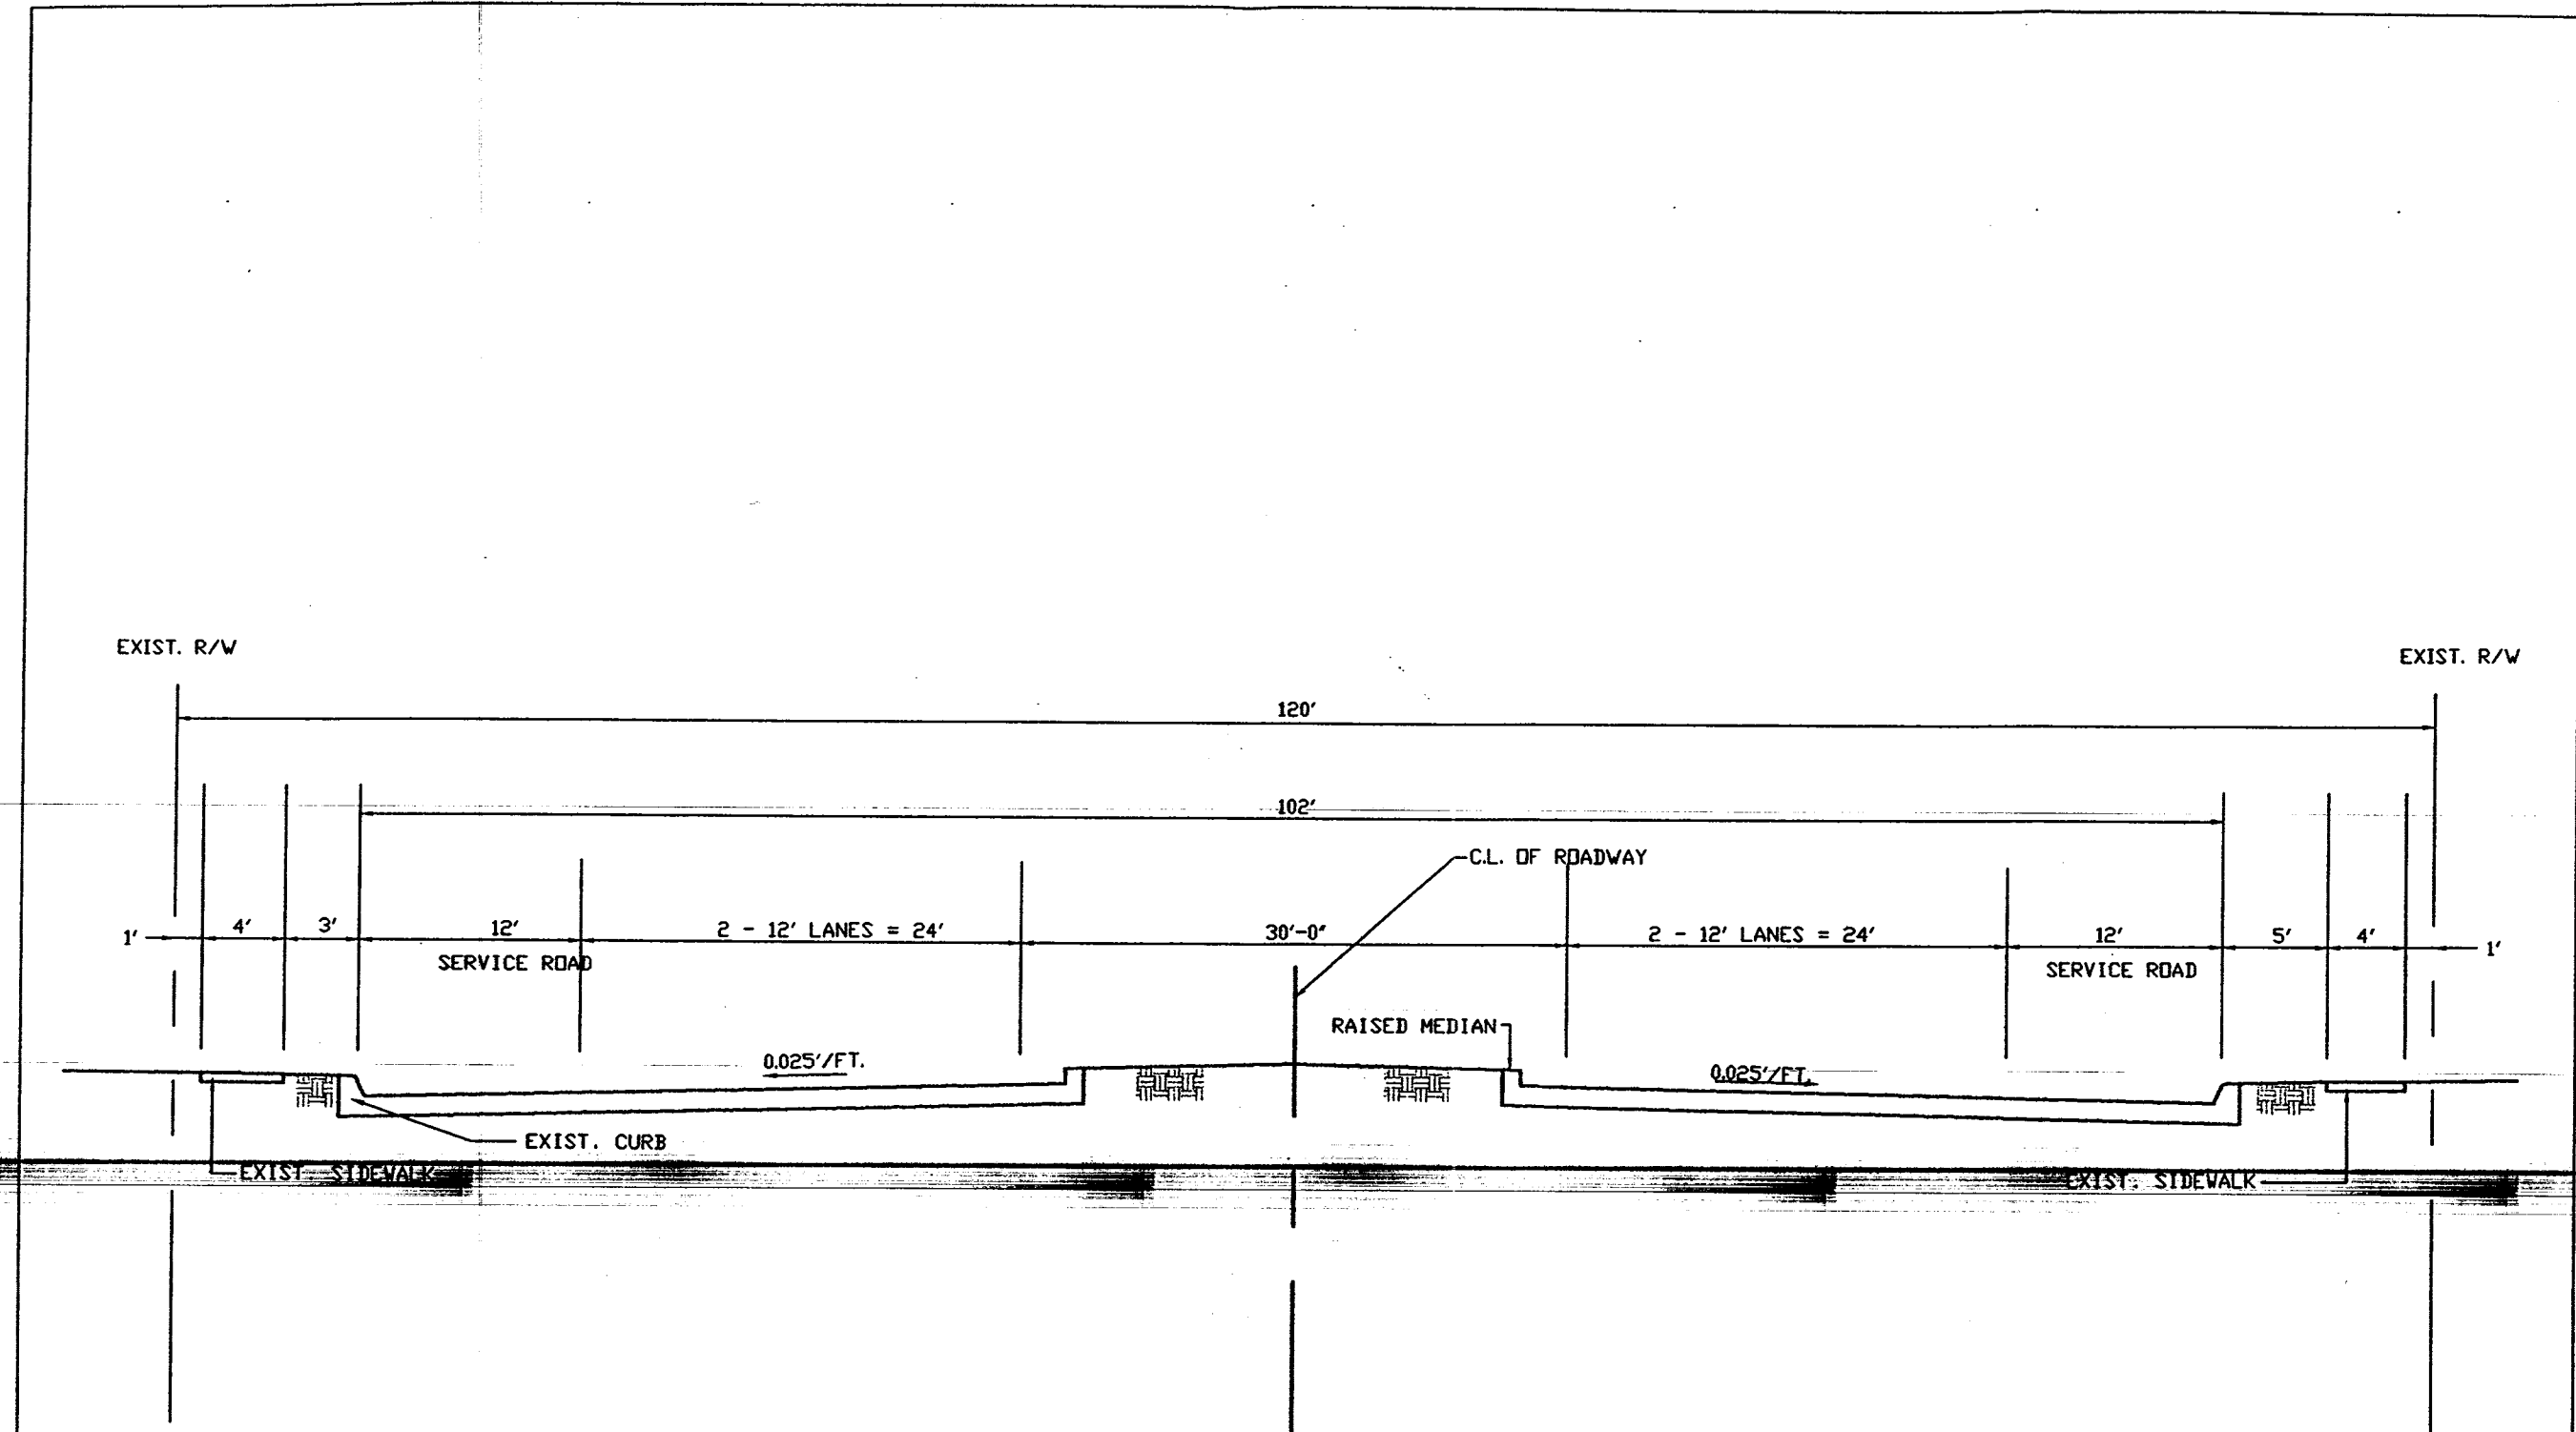 EXIST. R/W
EXIST. R/W
120'
102'
C.L. OF ROADWAY
1'
4'
3'
12'
2 - 12' LANES = 24'
30'-0"
2 - 12' LANES = 24'
12'
5'
4'
1'
SERVICE ROAD
SERVICE ROAD
RAISED MEDIAN
0.025'/FT.
0.025'/FT.
EXIST. CURB
EXIST. SIDEWALK
EXIST. SIDEWALK